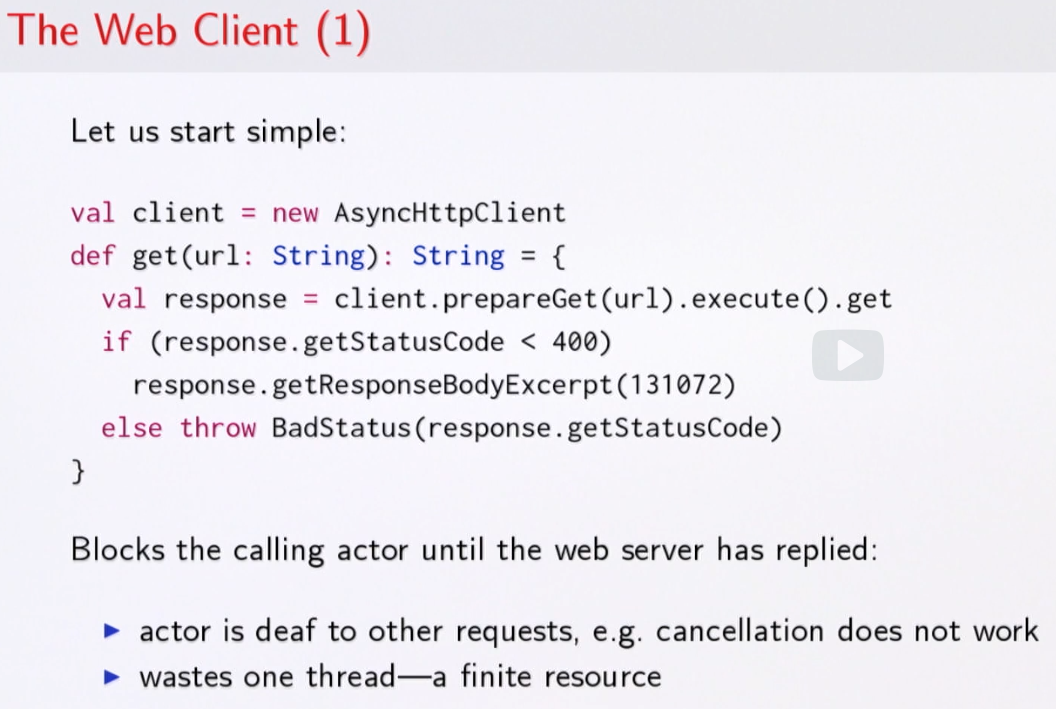 The Web Client (1)
Let us start simple:
val client = new AsyncHttpClient
def get(url: String): String = {
  val response = client.prepareGet(url).execute().get
  if (response.getStatusCode < 400)
    response.getResponseBodyExcerpt(131072)
  else throw BadStatus(response.getStatusCode)
}
Blocks the calling actor until the web server has replied:
▶ actor is deaf to other requests, e.g. cancellation does not work
▶ wastes one thread—a finite resource